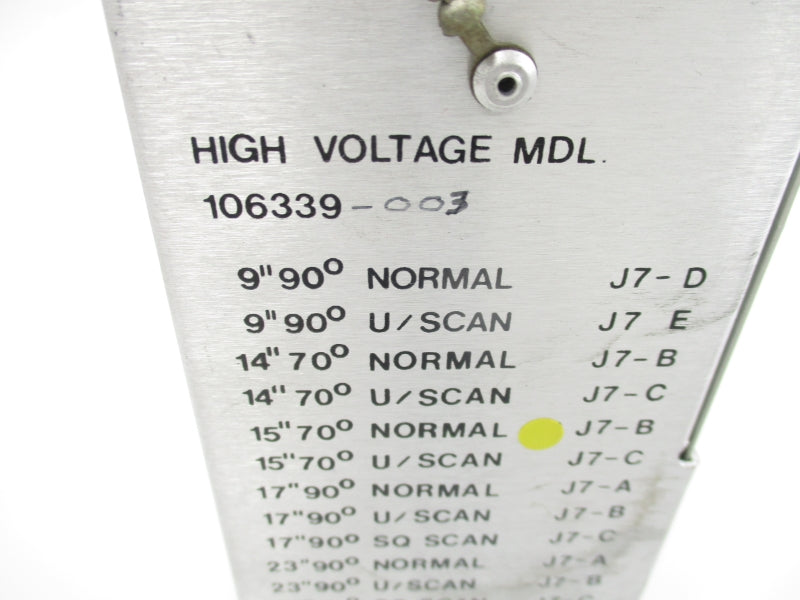 HIGH VOLTAGE MDL.
106339-003
9"90° NORMAL J7-D
9"90° U/SCAN J7 E
14"70° NORMAL J7-B
14"70° U/SCAN J7-C
15"70° NORMAL J7-B
15"70° U/SCAN J7-C
17"90° NORMAL J7-A
17"90° U/SCAN J7-B
17"90° SQ SCAN J7-C
23"90° NORMAL J7-A
23"90° U/SCAN J7-B